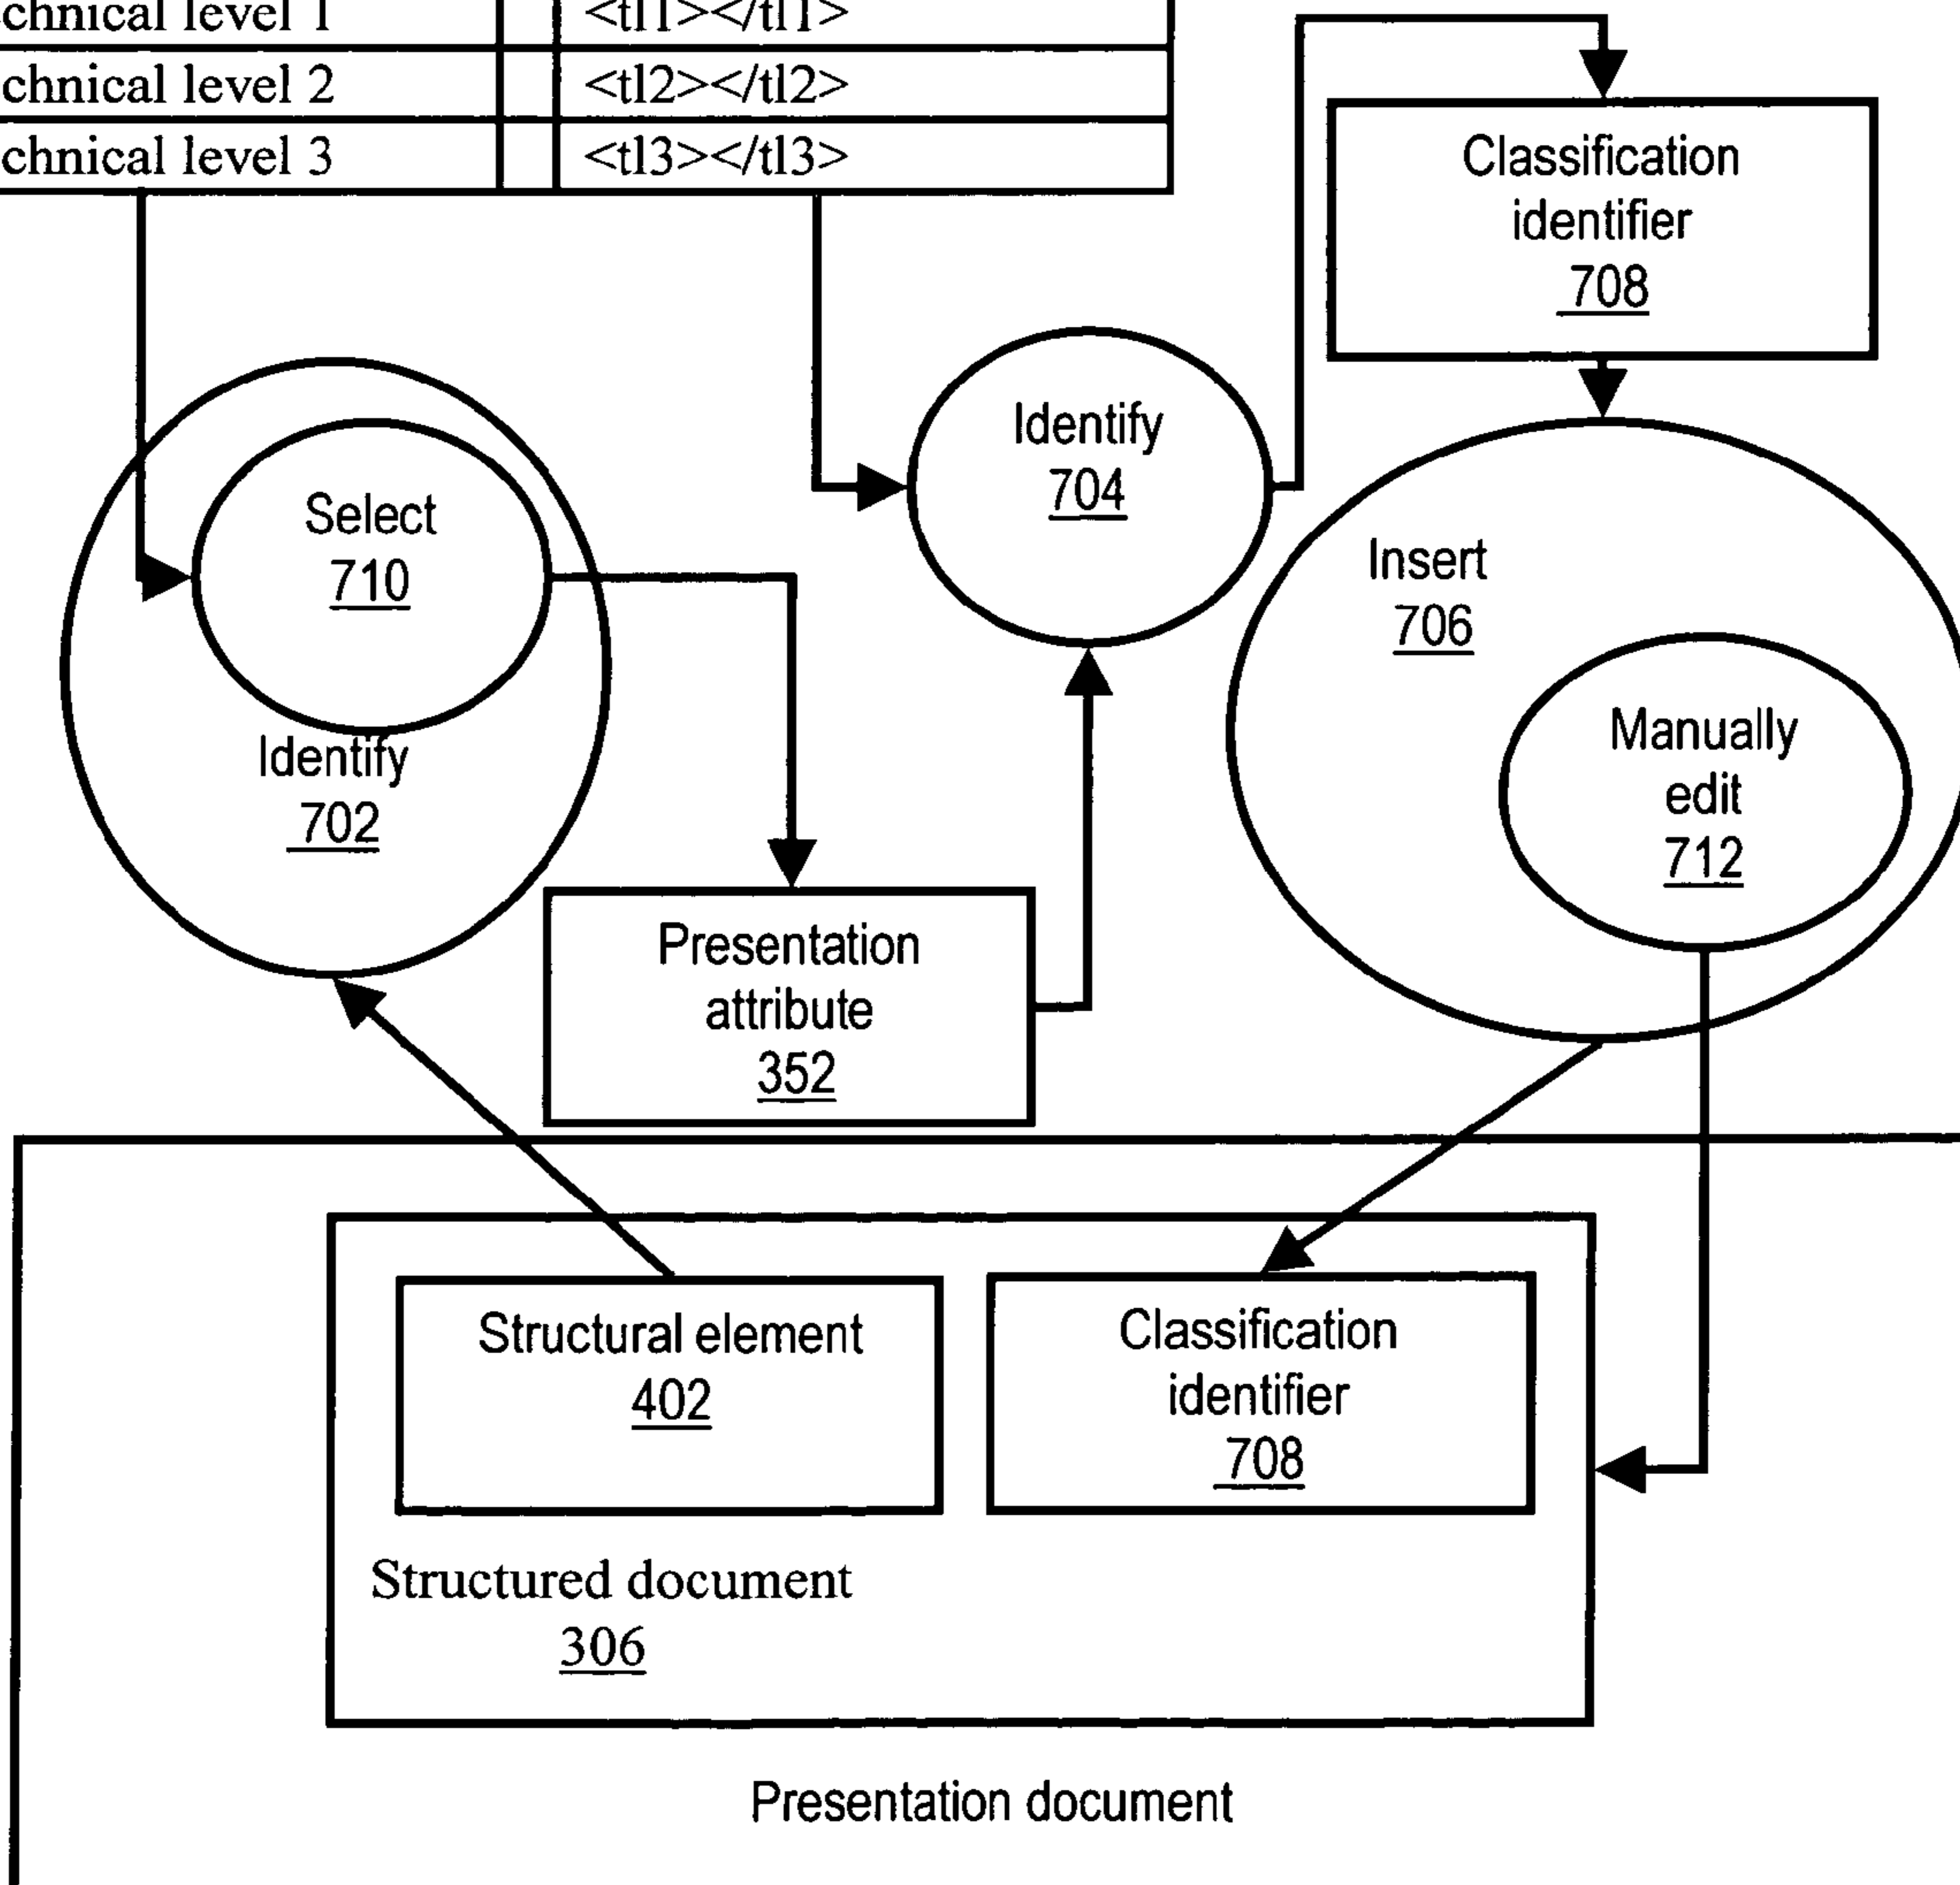 chnical level 1 <tl1></tl1>
chnical level 2 <tl2></tl2>
chnical level 3 <tl3></tl3>
Classification
identifier
708
Identify
704
Select
710
Identify
702
Insert
706
Manually
edit
712
Presentation
attribute
352
Structural element
402
Classification
identifier
708
Structured document
306
Presentation document